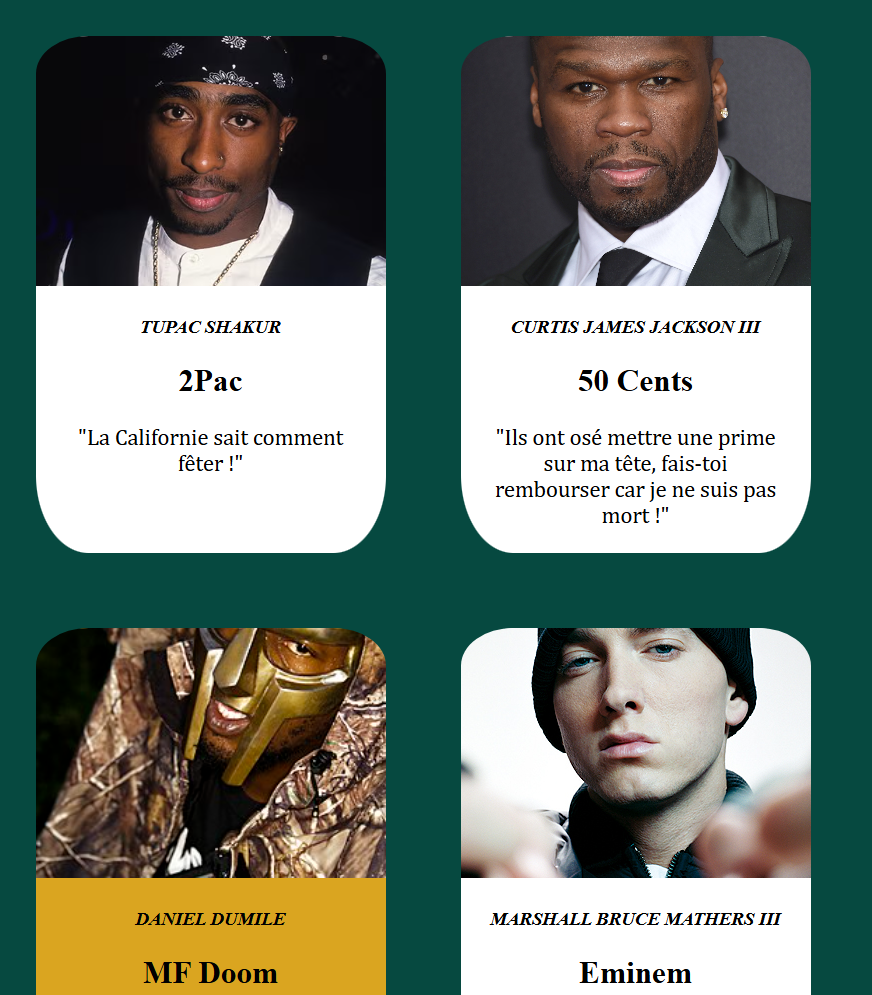 TUPAC SHAKUR
2Pac
"La Californie sait comment
fêter !"
CURTIS JAMES JACKSON III
50 Cents
"Ils ont osé mettre une prime
sur ma tête, fais-toi
rembourser car je ne suis pas
mort !"
DANIEL DUMILE
MF Doom
MARSHALL BRUCE MATHERS III
Eminem